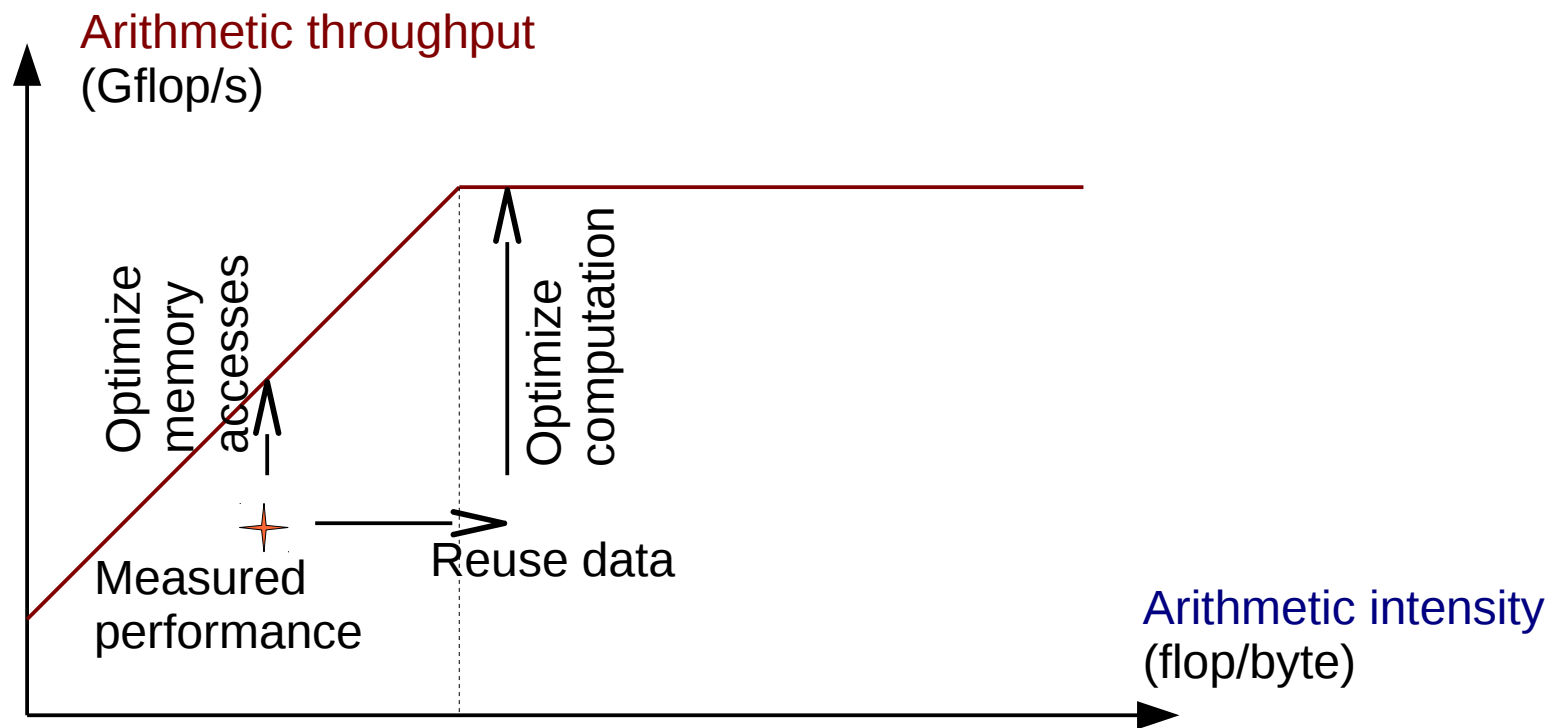 Arithmetic throughput
(Gflop/s)
Optimize
memory
accesses
Optimize
computation
Measured
performance
Reuse data
Arithmetic intensity
(flop/byte)